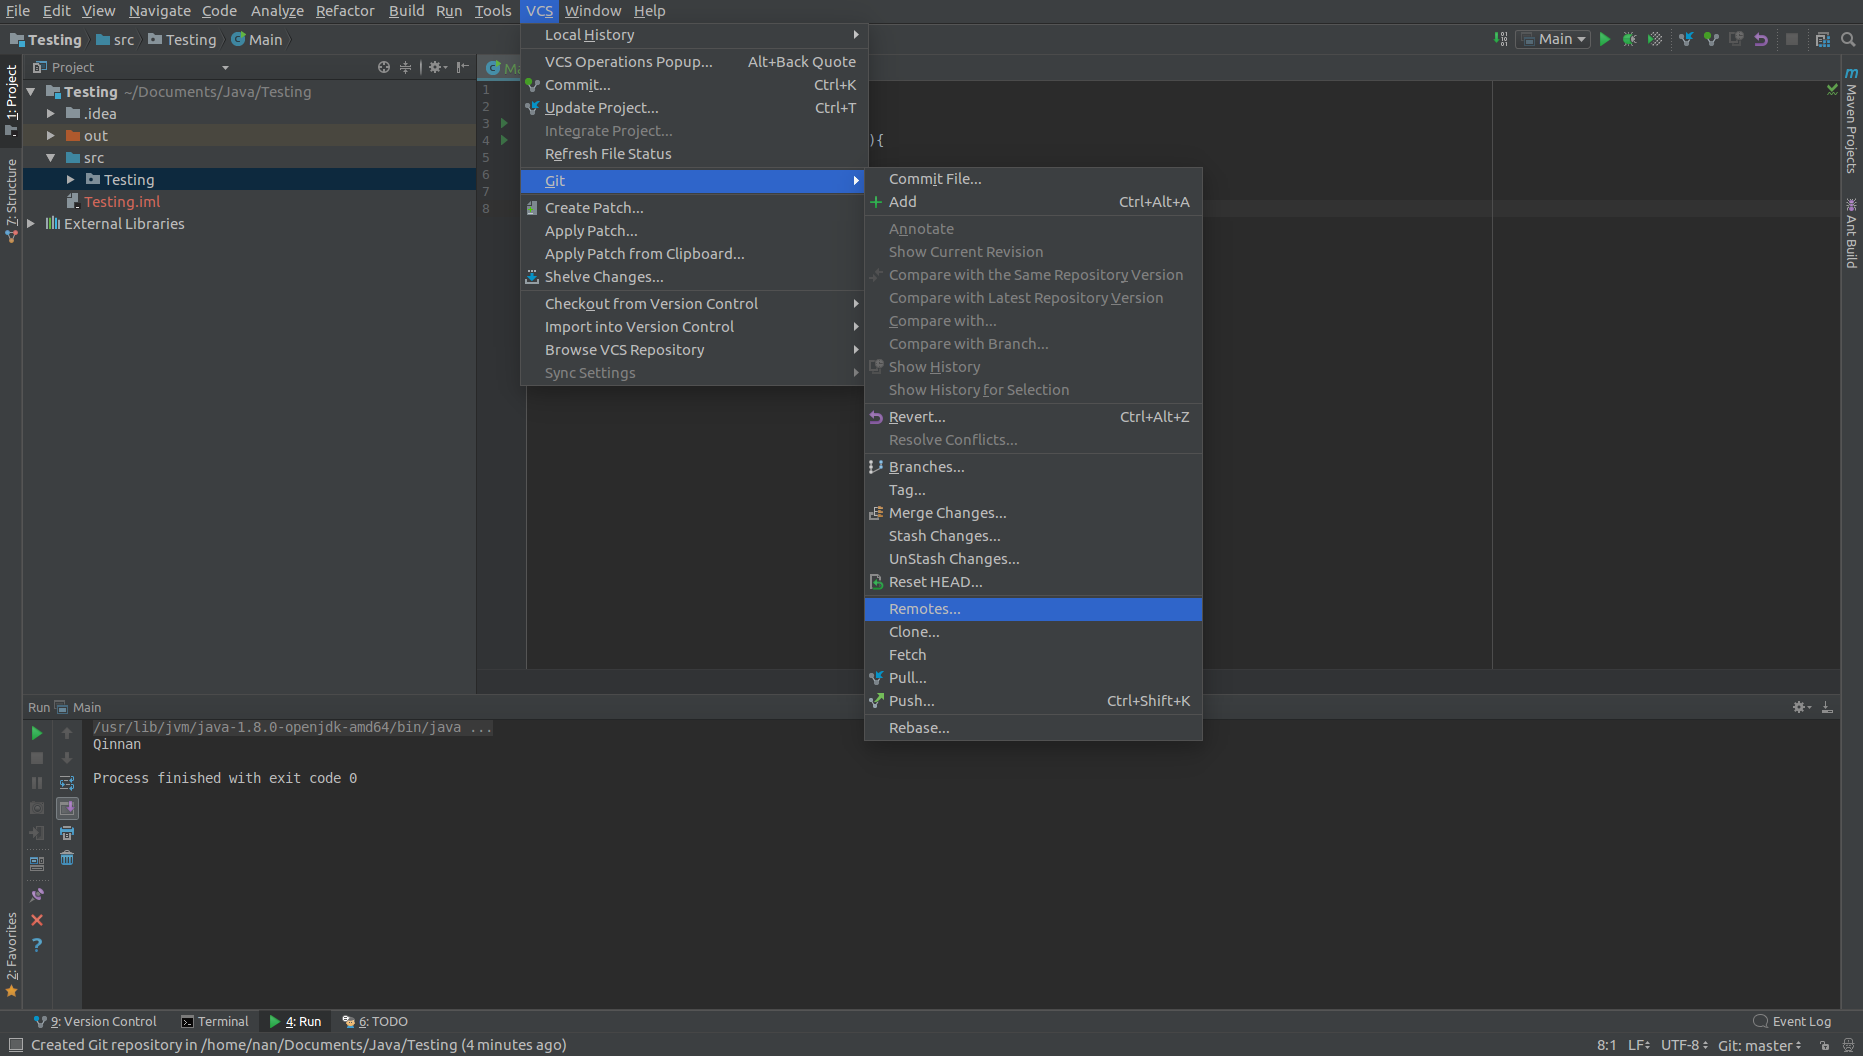 File Edit View Navigate Code Analyze Refactor Build Run Tools VCS Window Help
Testing src Testing Main
Main
Project
Testing ~/Documents/Java/Testing
.idea
out
src
Testing
Testing.iml
External Libraries
1: Project
7: Structure
2: Favorites
Local History
VCS Operations Popup... Alt+Back Quote
Commit... Ctrl+K
Update Project... Ctrl+T
Integrate Project...
Refresh File Status
Git
Create Patch...
Apply Patch...
Apply Patch from Clipboard...
Shelve Changes...
Checkout from Version Control
Import into Version Control
Browse VCS Repository
Sync Settings
1
2
3
4
5
6
7
8
){
Commit File...
Add Ctrl+Alt+A
Annotate
Show Current Revision
Compare with the Same Repository Version
Compare with Latest Repository Version
Compare with...
Compare with Branch...
Show History
Show History for Selection
Revert... Ctrl+Alt+Z
Resolve Conflicts...
Branches...
Tag...
Merge Changes...
Stash Changes...
UnStash Changes...
Reset HEAD...
Remotes...
Clone...
Fetch
Pull...
Push... Ctrl+Shift+K
Rebase...
Maven Projects
Ant Build
Run Main
/usr/lib/jvm/java-1.8.0-openjdk-amd64/bin/java ...
Qinnan
Process finished with exit code 0
9: Version Control Terminal 4: Run 6: TODO Event Log
Created Git repository in /home/nan/Documents/Java/Testing (4 minutes ago) 8:1 LF UTF-8 Git: master